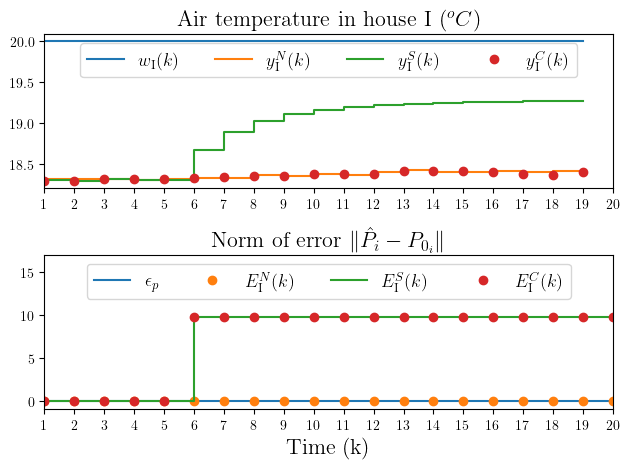 Air temperature in house I (°C)
w_I(k) y_I^N(k) y_I^S(k) y_I^C(k)
20.0
19.5
19.0
18.5
1 2 3 4 5 6 7 8 9 10 11 12 13 14 15 16 17 18 19 20
Norm of error ‖P̂_i − P_{0_i}‖
ϵ_p E_I^N(k) E_I^S(k) E_I^C(k)
15
10
5
0
1 2 3 4 5 6 7 8 9 10 11 12 13 14 15 16 17 18 19 20
Time (k)